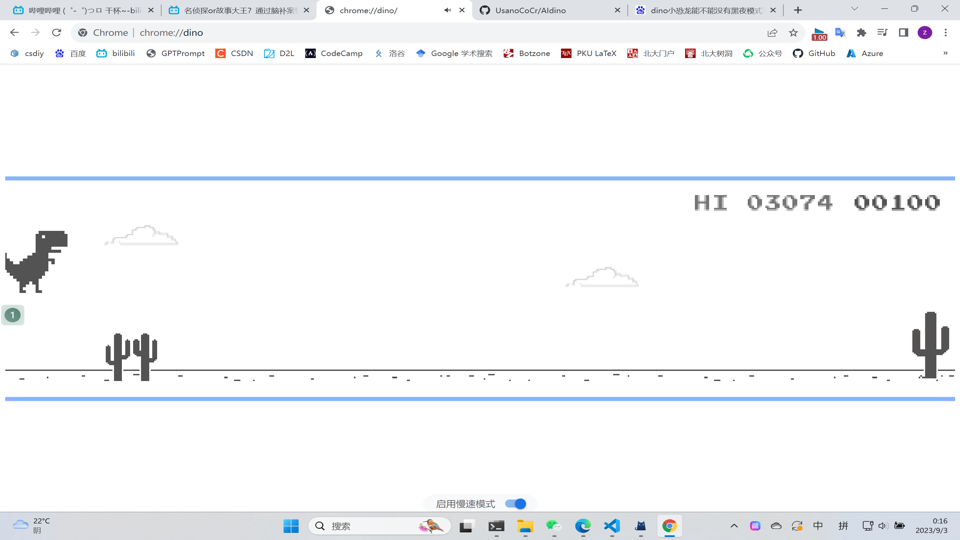 哔哩哔哩 (゜-゜)つロ 干杯~-bili
名侦探or故事大王？通过脑补案
chrome://dino/
UsanoCoCr/AIdino
dino小恐龙能不能没有黑夜模式
Chrome | chrome://dino
1.00
z
csdiy
百度
bilibili
GPTPrompt
CSDN
D2L
CodeCamp
洛谷
Google 学术搜索
Botzone
PKU LaTeX
北大门户
北大树洞
公众号
GitHub
Azure
»
HI 03074 00100
1
启用慢速模式
22°C
阴
搜索
中
拼
0:16
2023/9/3